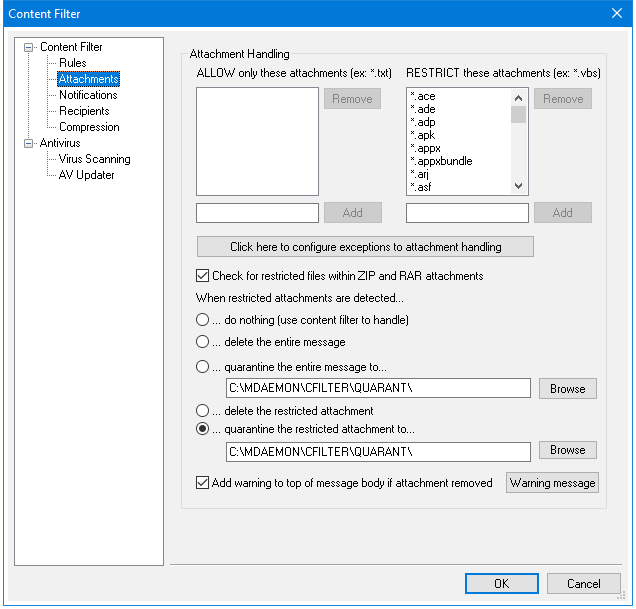 Content Filter
Content Filter
Rules
Attachments
Notifications
Recipients
Compression
Antivirus
Virus Scanning
AV Updater
Attachment Handling
ALLOW only these attachments (ex: *.txt)
RESTRICT these attachments (ex: *.vbs)
Remove
*.ace
*.ade
*.adp
*.apk
*.appx
*.appxbundle
*.arj
*.asf
Remove
Add
Add
Click here to configure exceptions to attachment handling
Check for restricted files within ZIP and RAR attachments
When restricted attachments are detected...
... do nothing (use content filter to handle)
... delete the entire message
... quarantine the entire message to...
C:\MDAEMON\CFILTER\QUARANT\
Browse
... delete the restricted attachment
... quarantine the restricted attachment to...
C:\MDAEMON\CFILTER\QUARANT\
Browse
Add warning to top of message body if attachment removed
Warning message
OK
Cancel